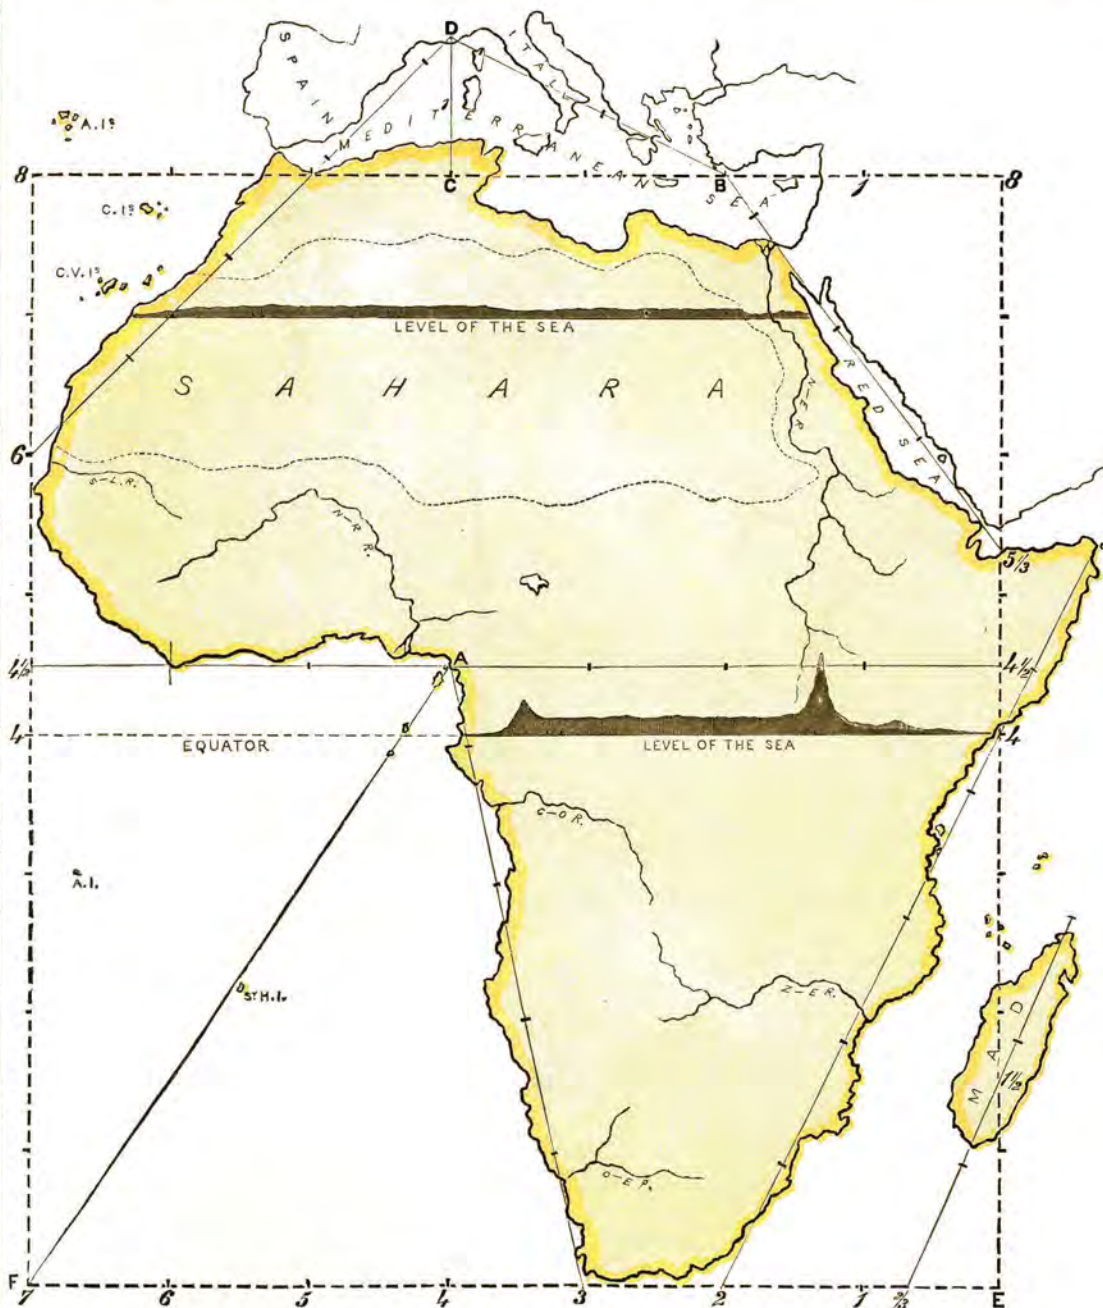 D
SPAIN
ITALY
MEDITERRANEAN SEA
A.Is
8
C
B
1
8
C.Is
C.V.Is
LEVEL OF THE SEA
SAHARA
N-E R.
RED SEA
6
S-L.R.
N-R R.
5⅓
4½
A
4½
EQUATOR
LEVEL OF THE SEA
4
4
C-O R.
A.I.
St H.I.
Z-E R.
MAD
1½
O-E R.
F
7
6
5
4
3
2
1
⅔
E